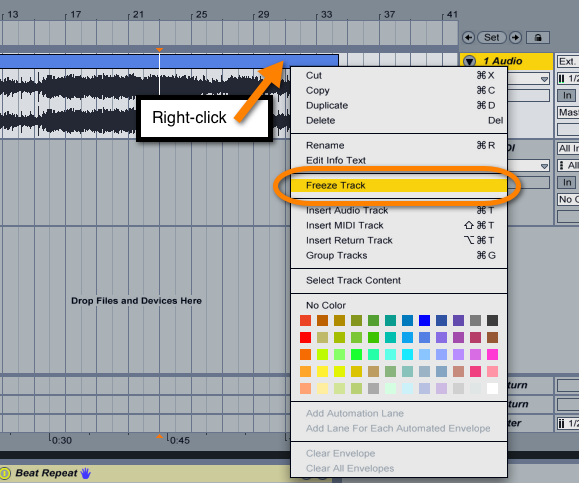 13 17 21 25 29 33 37 41
Set
1 Audio
Ext.
1/2
In
Mas
Right-click
Cut ⌘X
Copy ⌘C
Duplicate ⌘D
Delete Del
Rename ⌘R
Edit Info Text
Freeze Track
Insert Audio Track ⌘T
Insert MIDI Track ⇧⌘T
Insert Return Track ⌥⌘T
Group Tracks ⌘G
Select Track Content
No Color
Add Automation Lane
Add Lane For Each Automated Envelope
Clear Envelope
Clear All Envelopes
DI
All In
All
In
No C
Drop Files and Devices Here
turn
turn
ter
1/2
0:30 0:45
Beat Repeat